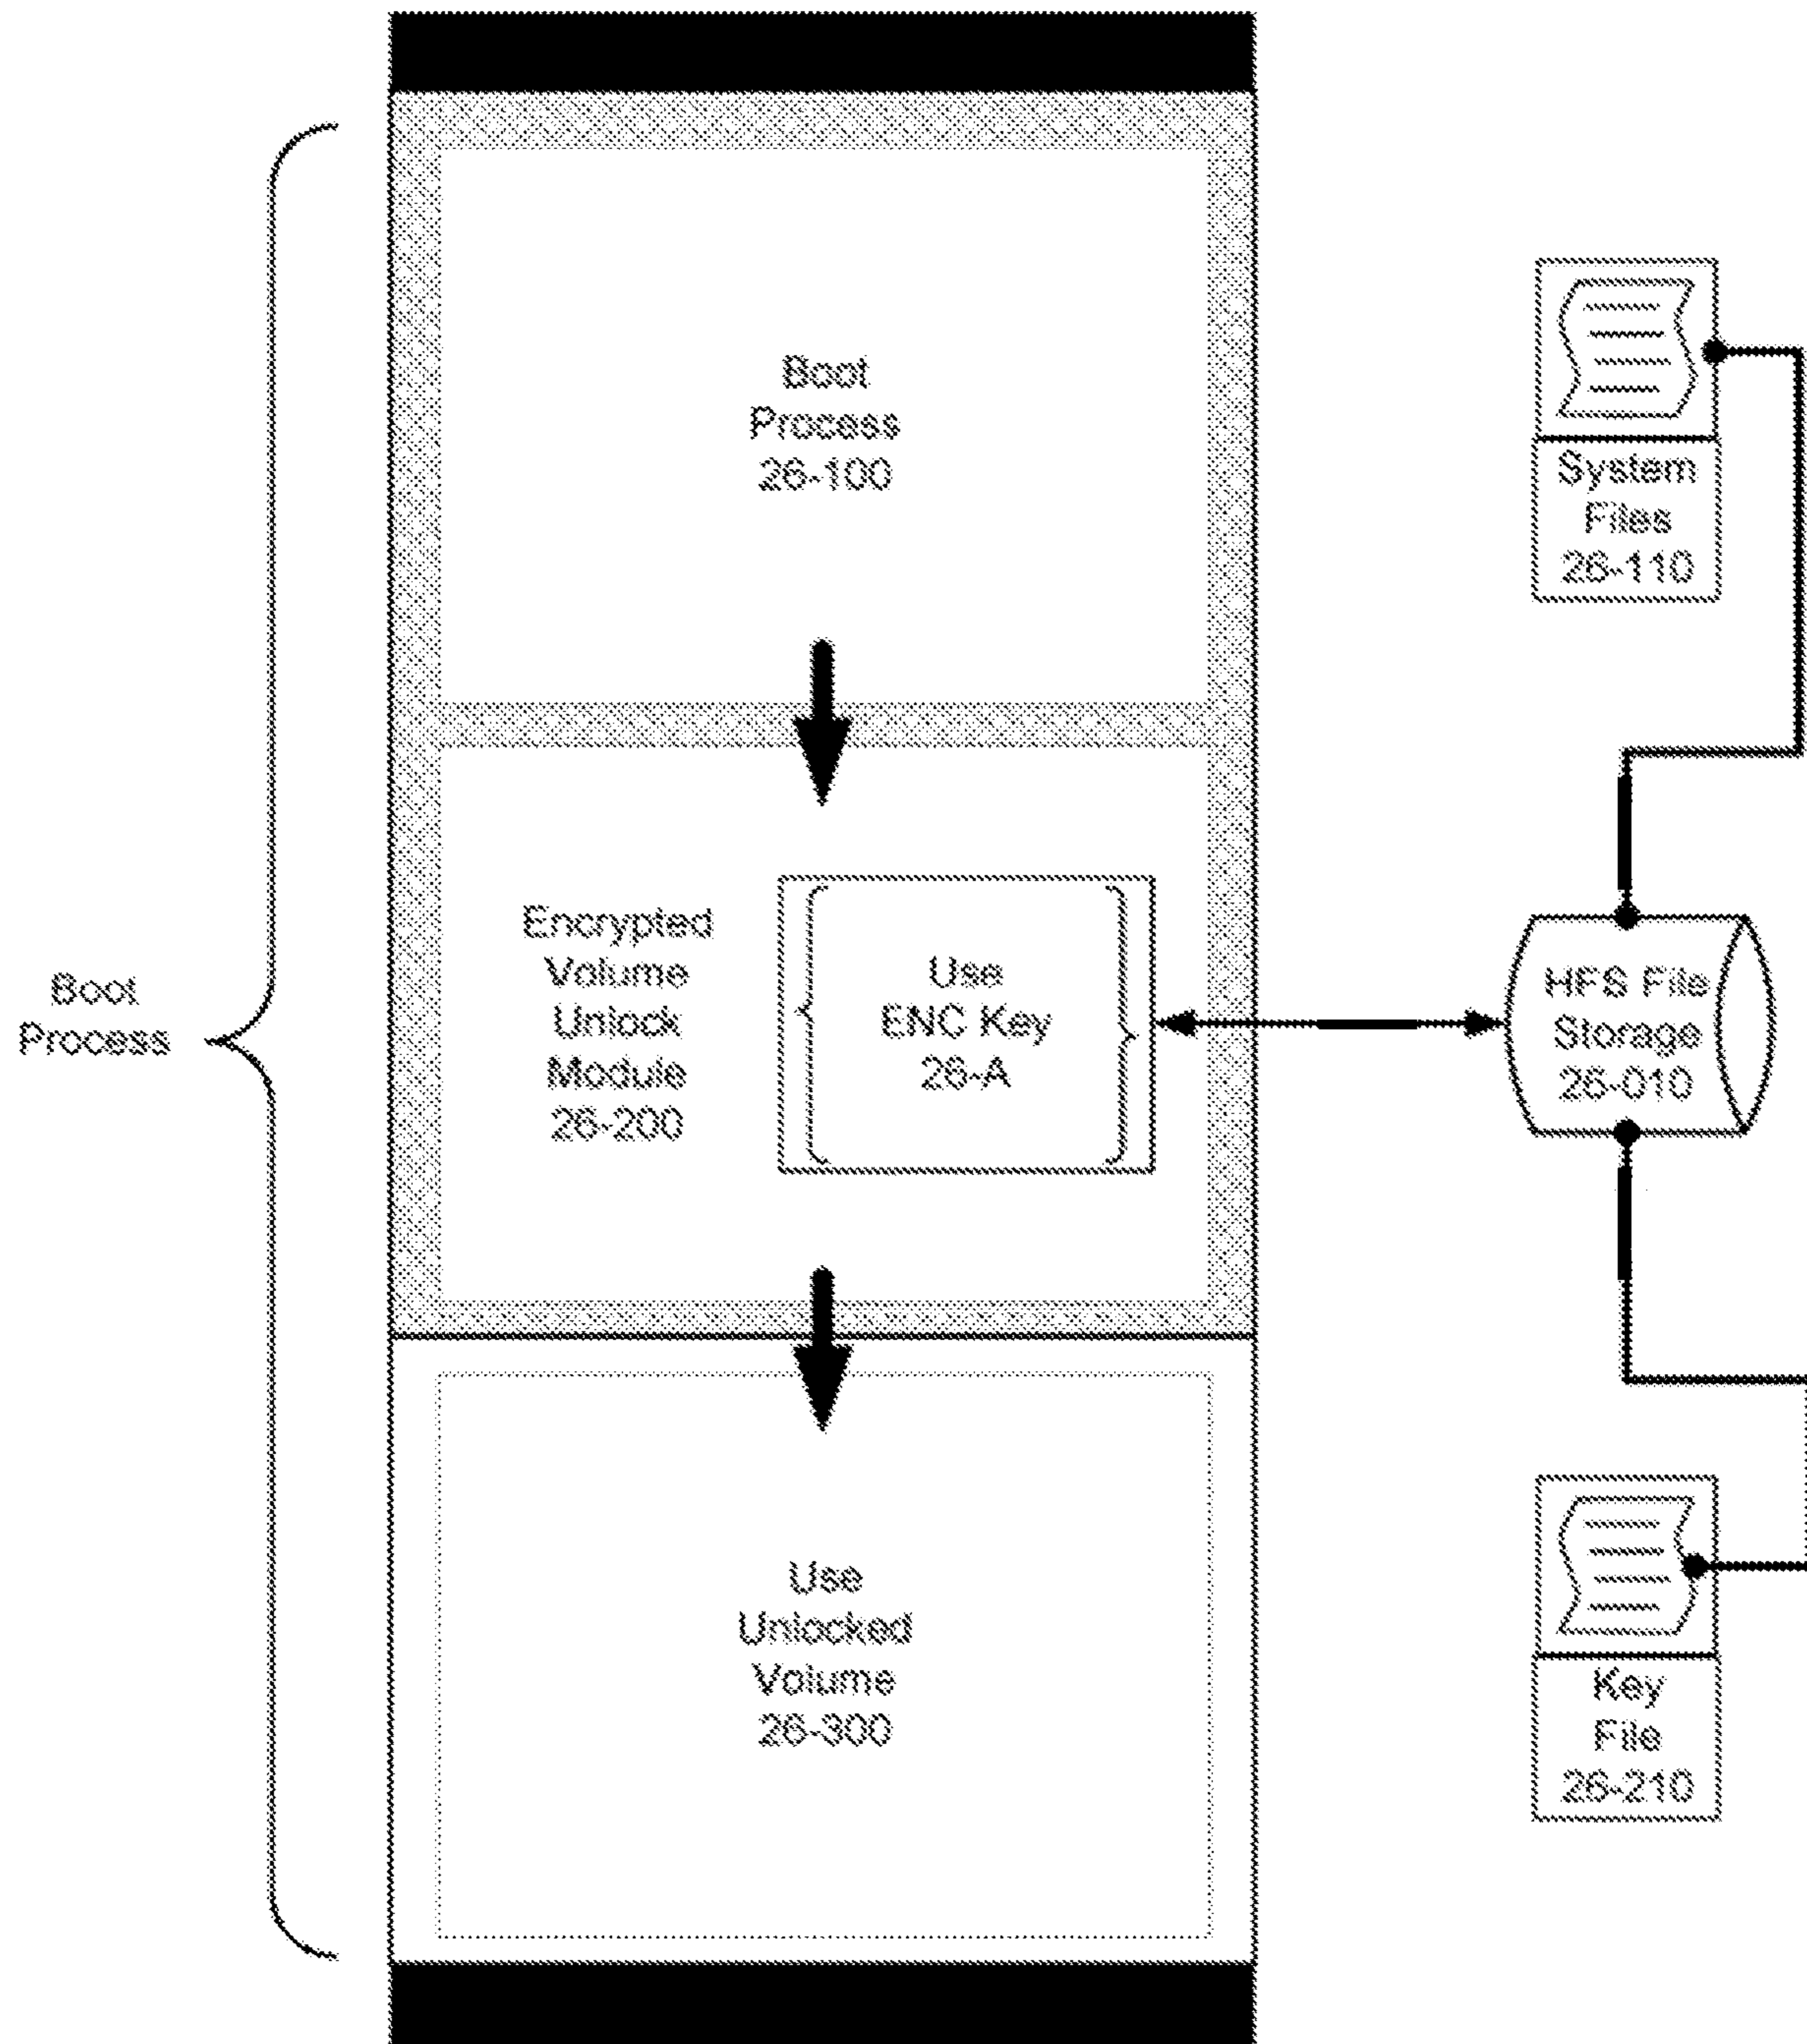 Boot
Process
Boot
Process
26-100
Encrypted
Volume
Unlock
Module
26-200
Use
ENC Key
26-A
Use
Unlocked
Volume
26-300
System
Files
26-110
HFS File
Storage
26-010
Key
File
26-210